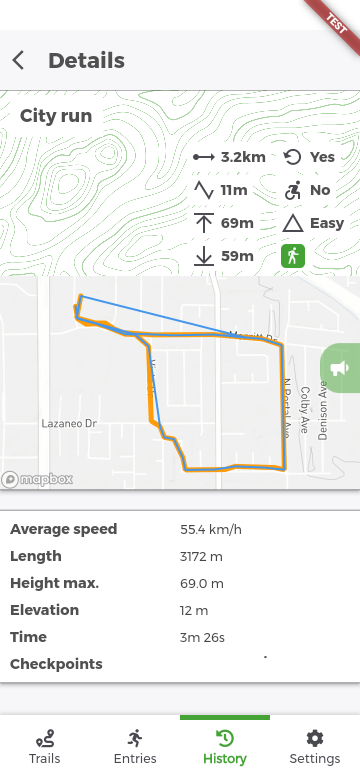 TEST
Details
City run
3.2km Yes
11m No
69m Easy
59m
Merritt Dr
N Portal Ave
Colby Ave
Denison Ave
Lazaneo Dr
mapbox
Average speed 55.4 km/h
Length 3172 m
Height max. 69.0 m
Elevation 12 m
Time 3m 26s
Checkpoints
Trails Entries History Settings